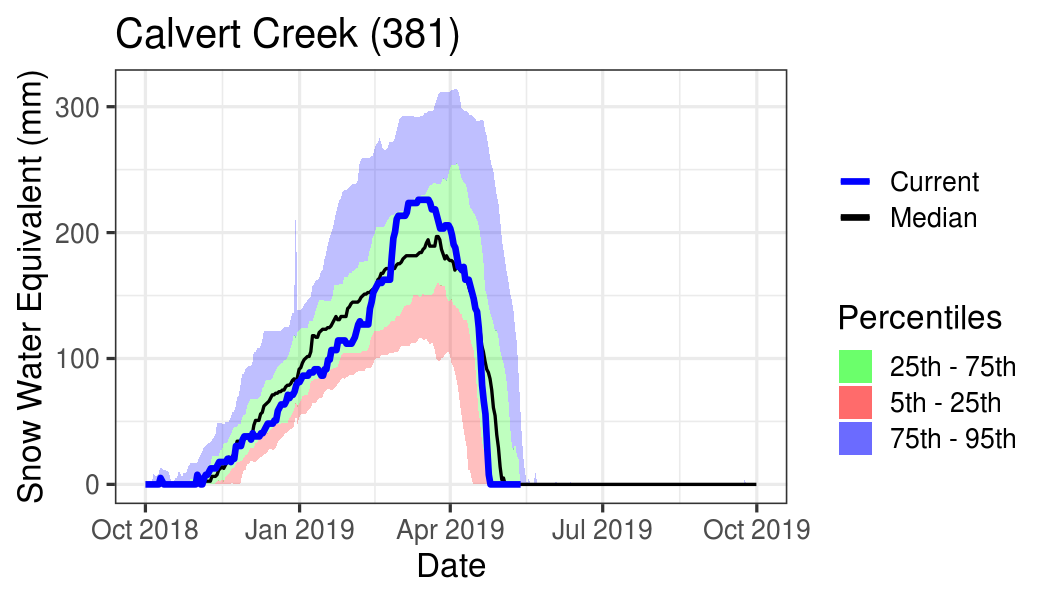 Calvert Creek (381)
Snow Water Equivalent (mm)
300
200
100
0
Oct 2018
Jan 2019
Apr 2019
Jul 2019
Oct 2019
Date
Current
Median
Percentiles
25th - 75th
5th - 25th
75th - 95th